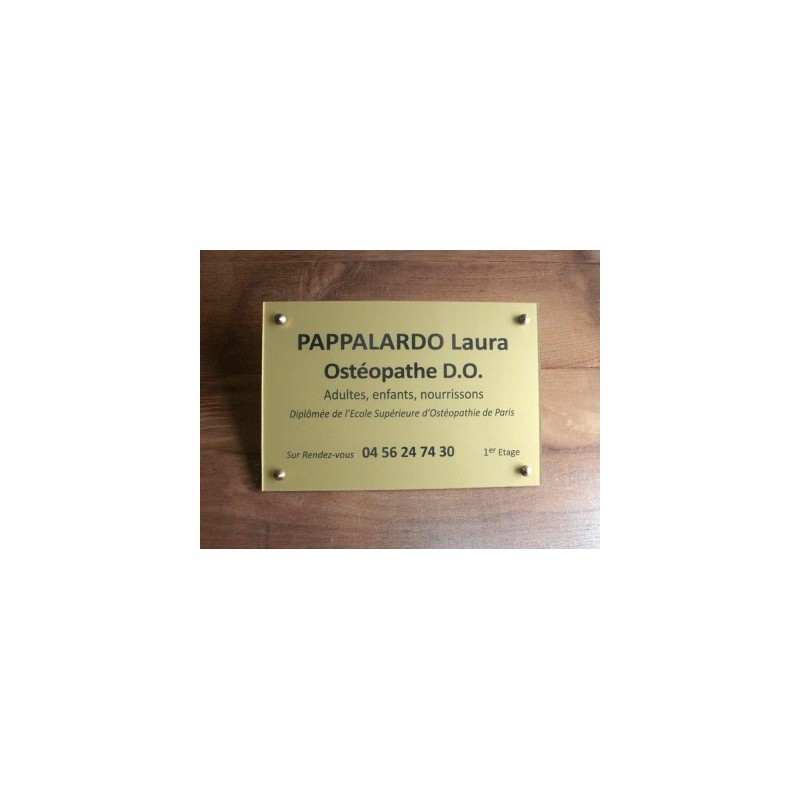 PAPPALARDO Laura
Ostéopathe D.O.
Adultes, enfants, nourrissons
Diplômée de l'Ecole Supérieure d'Ostéopathie de Paris
Sur Rendez-vous 04 56 24 74 30 1er Etage